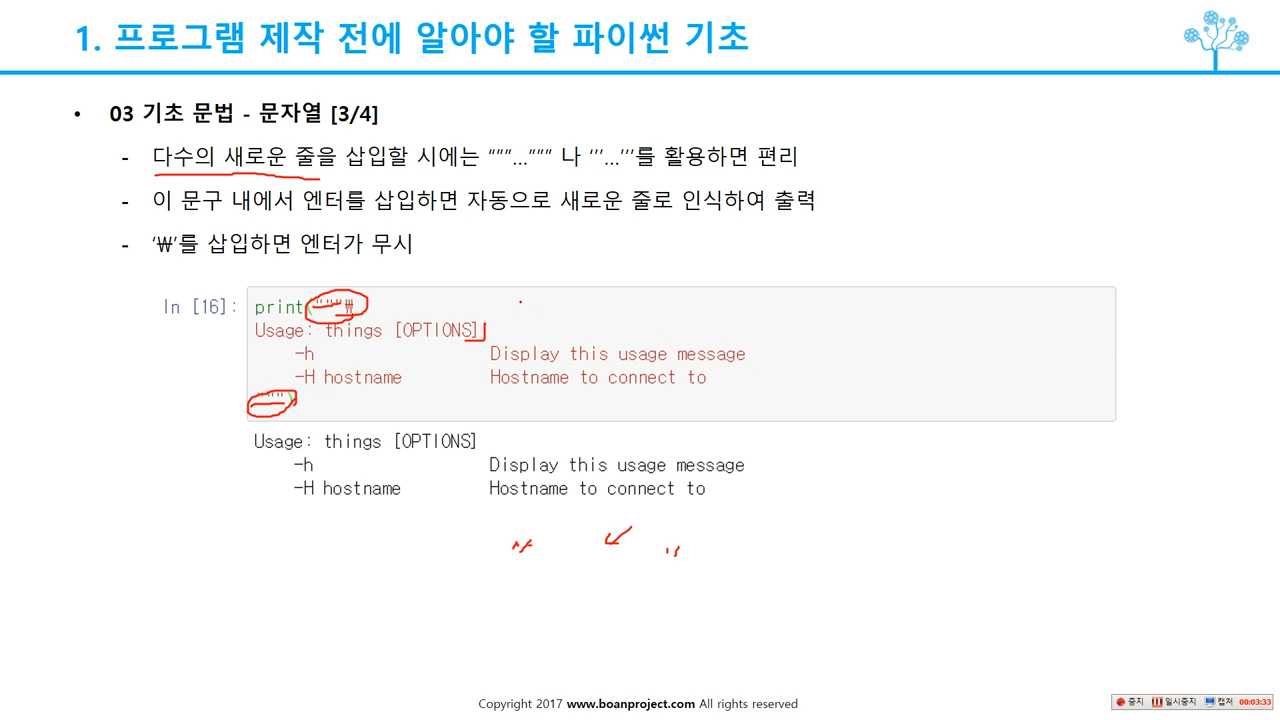 1. 프로그램 제작 전에 알아야 할 파이썬 기초
• 03 기초 문법 - 문자열 [3/4]
- 다수의 새로운 줄을 삽입할 시에는 """...""" 나 '''...'''를 활용하면 편리
- 이 문구 내에서 엔터를 삽입하면 자동으로 새로운 줄로 인식하여 출력
- '₩'를 삽입하면 엔터가 무시
In [16]: print("""₩
Usage: things [OPTIONS]
-h Display this usage message
-H hostname Hostname to connect to
""")
Usage: things [OPTIONS]
-h Display this usage message
-H hostname Hostname to connect to
Copyright 2017 www.boanproject.com All rights reserved
중지 일시중지 캡처 00:03:33